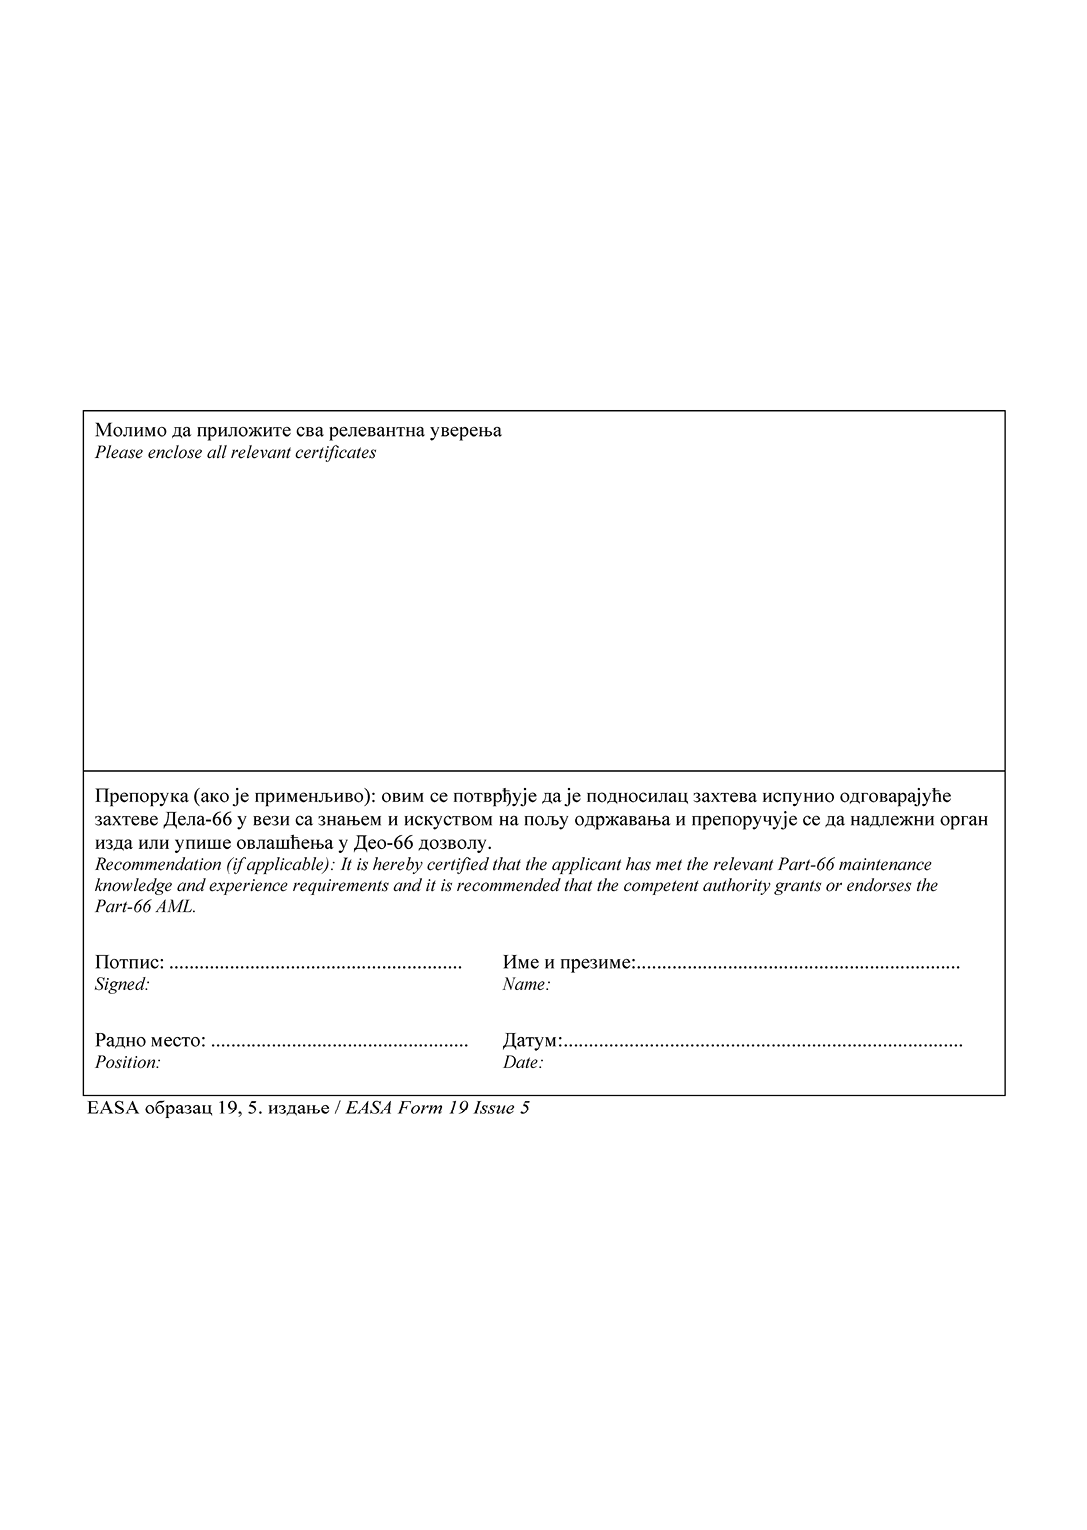 Молимо да приложите сва релевантна уверења
Please enclose all relevant certificates
Препорука (ако је применљиво): овим се потврђује да је подносилац захтева испунио одговарајуће
захтеве Дела-66 у вези са знањем и искуством на пољу одржавања и препоручује се да надлежни орган
изда или упише овлашћења у Део-66 дозволу.
Recommendation (if applicable): It is hereby certified that the applicant has met the relevant Part-66 maintenance
knowledge and experience requirements and it is recommended that the competent authority grants or endorses the
Part-66 AML.
Потпис: .......................................................... Име и презиме:................................................................
Signed: Name:
Радно место: ................................................... Датум:...............................................................................
Position: Date:
EASA образац 19, 5. издање / EASA Form 19 Issue 5